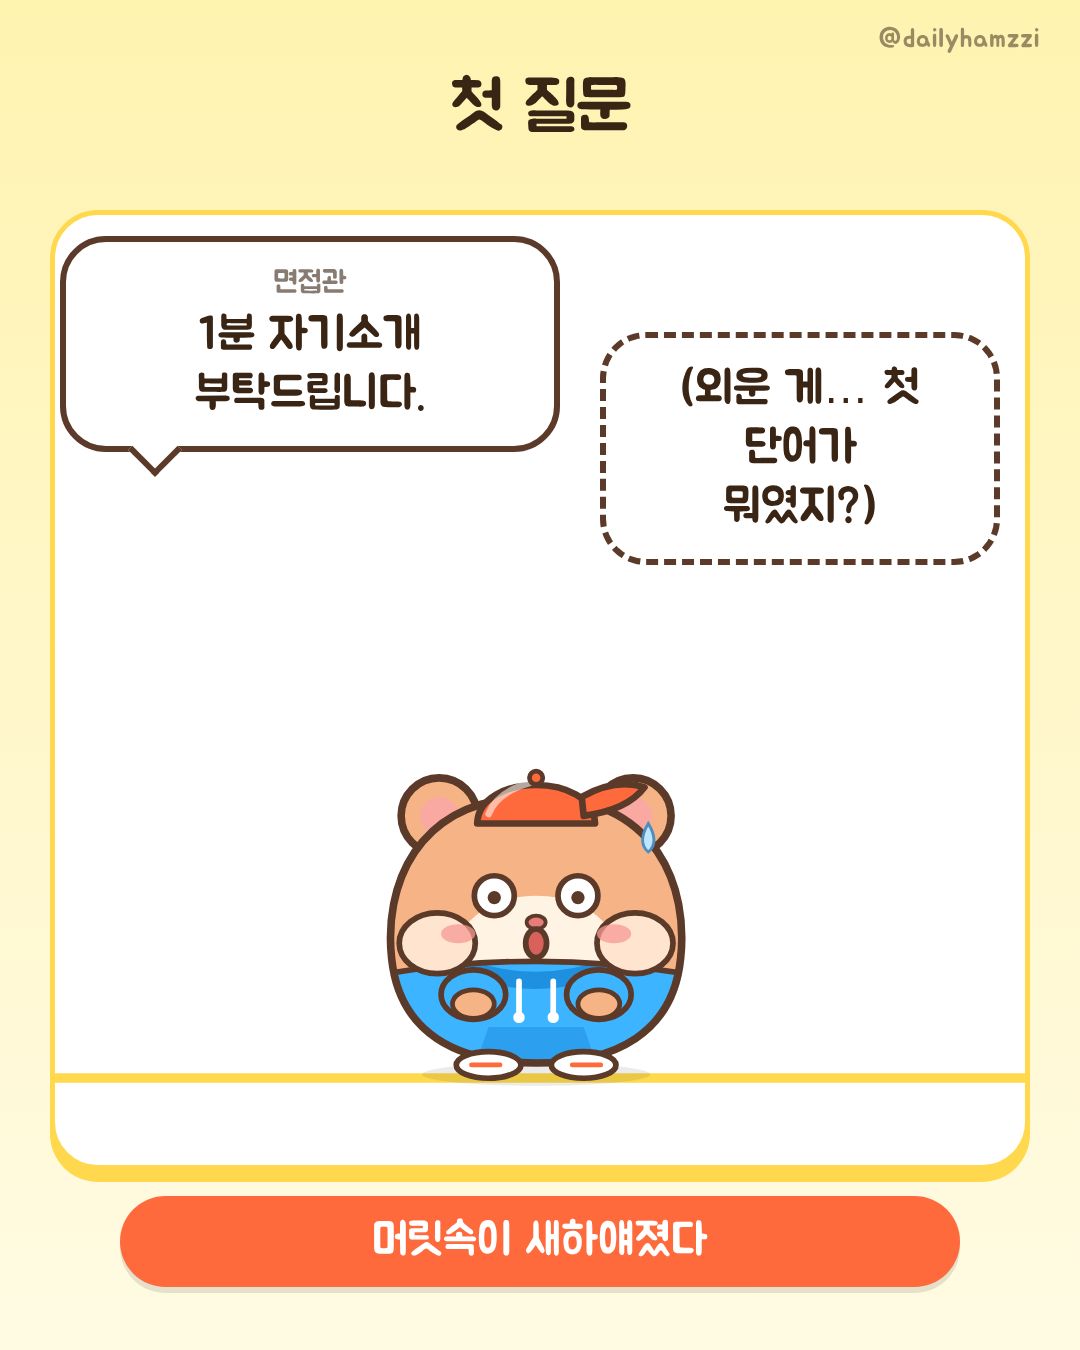 @dailyhamzzi
첫 질문
면접관
1분 자기소개
부탁드립니다.
(외운 게... 첫
단어가
뭐였지?)
머릿속이 새하얘졌다